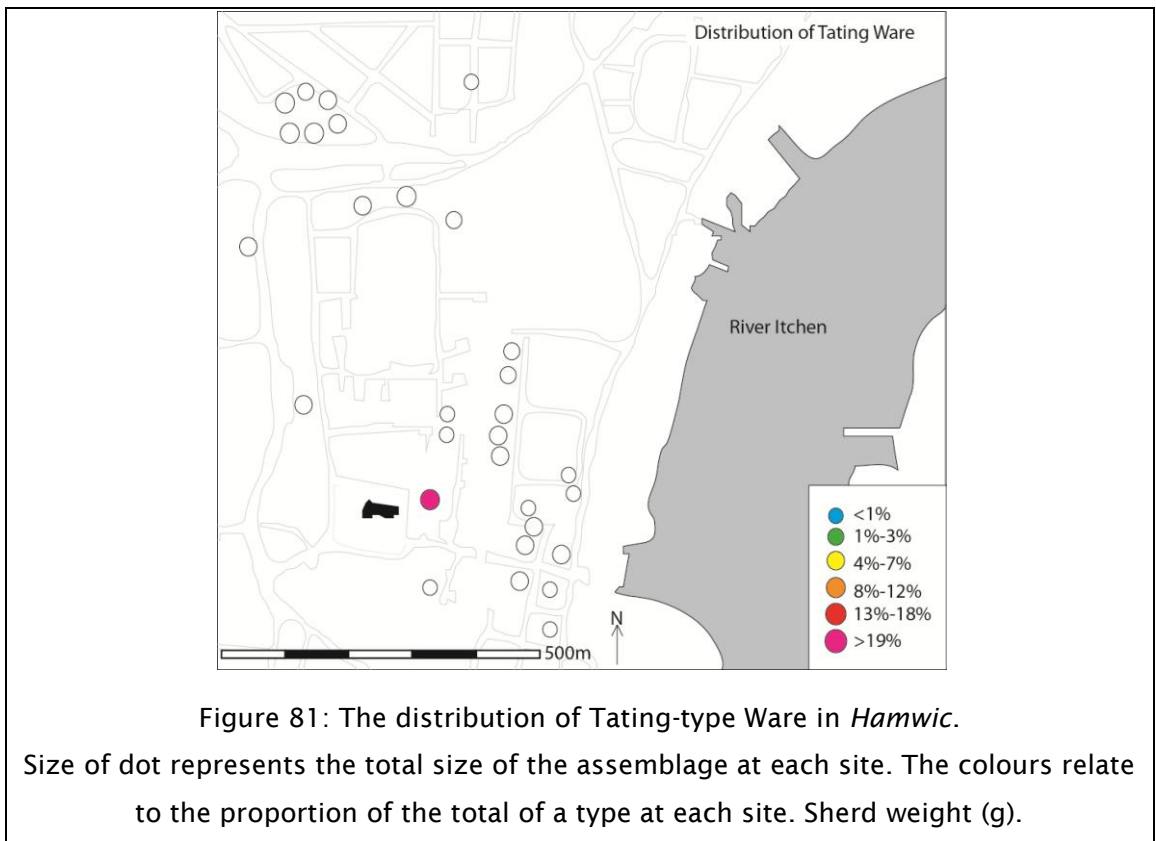 Distribution of Tating Ware
River Itchen
<1%
1%-3%
4%-7%
8%-12%
13%-18%
>19%
N
500m
Figure 81: The distribution of Tating-type Ware in Hamwic.
Size of dot represents the total size of the assemblage at each site. The colours relate
to the proportion of the total of a type at each site. Sherd weight (g).